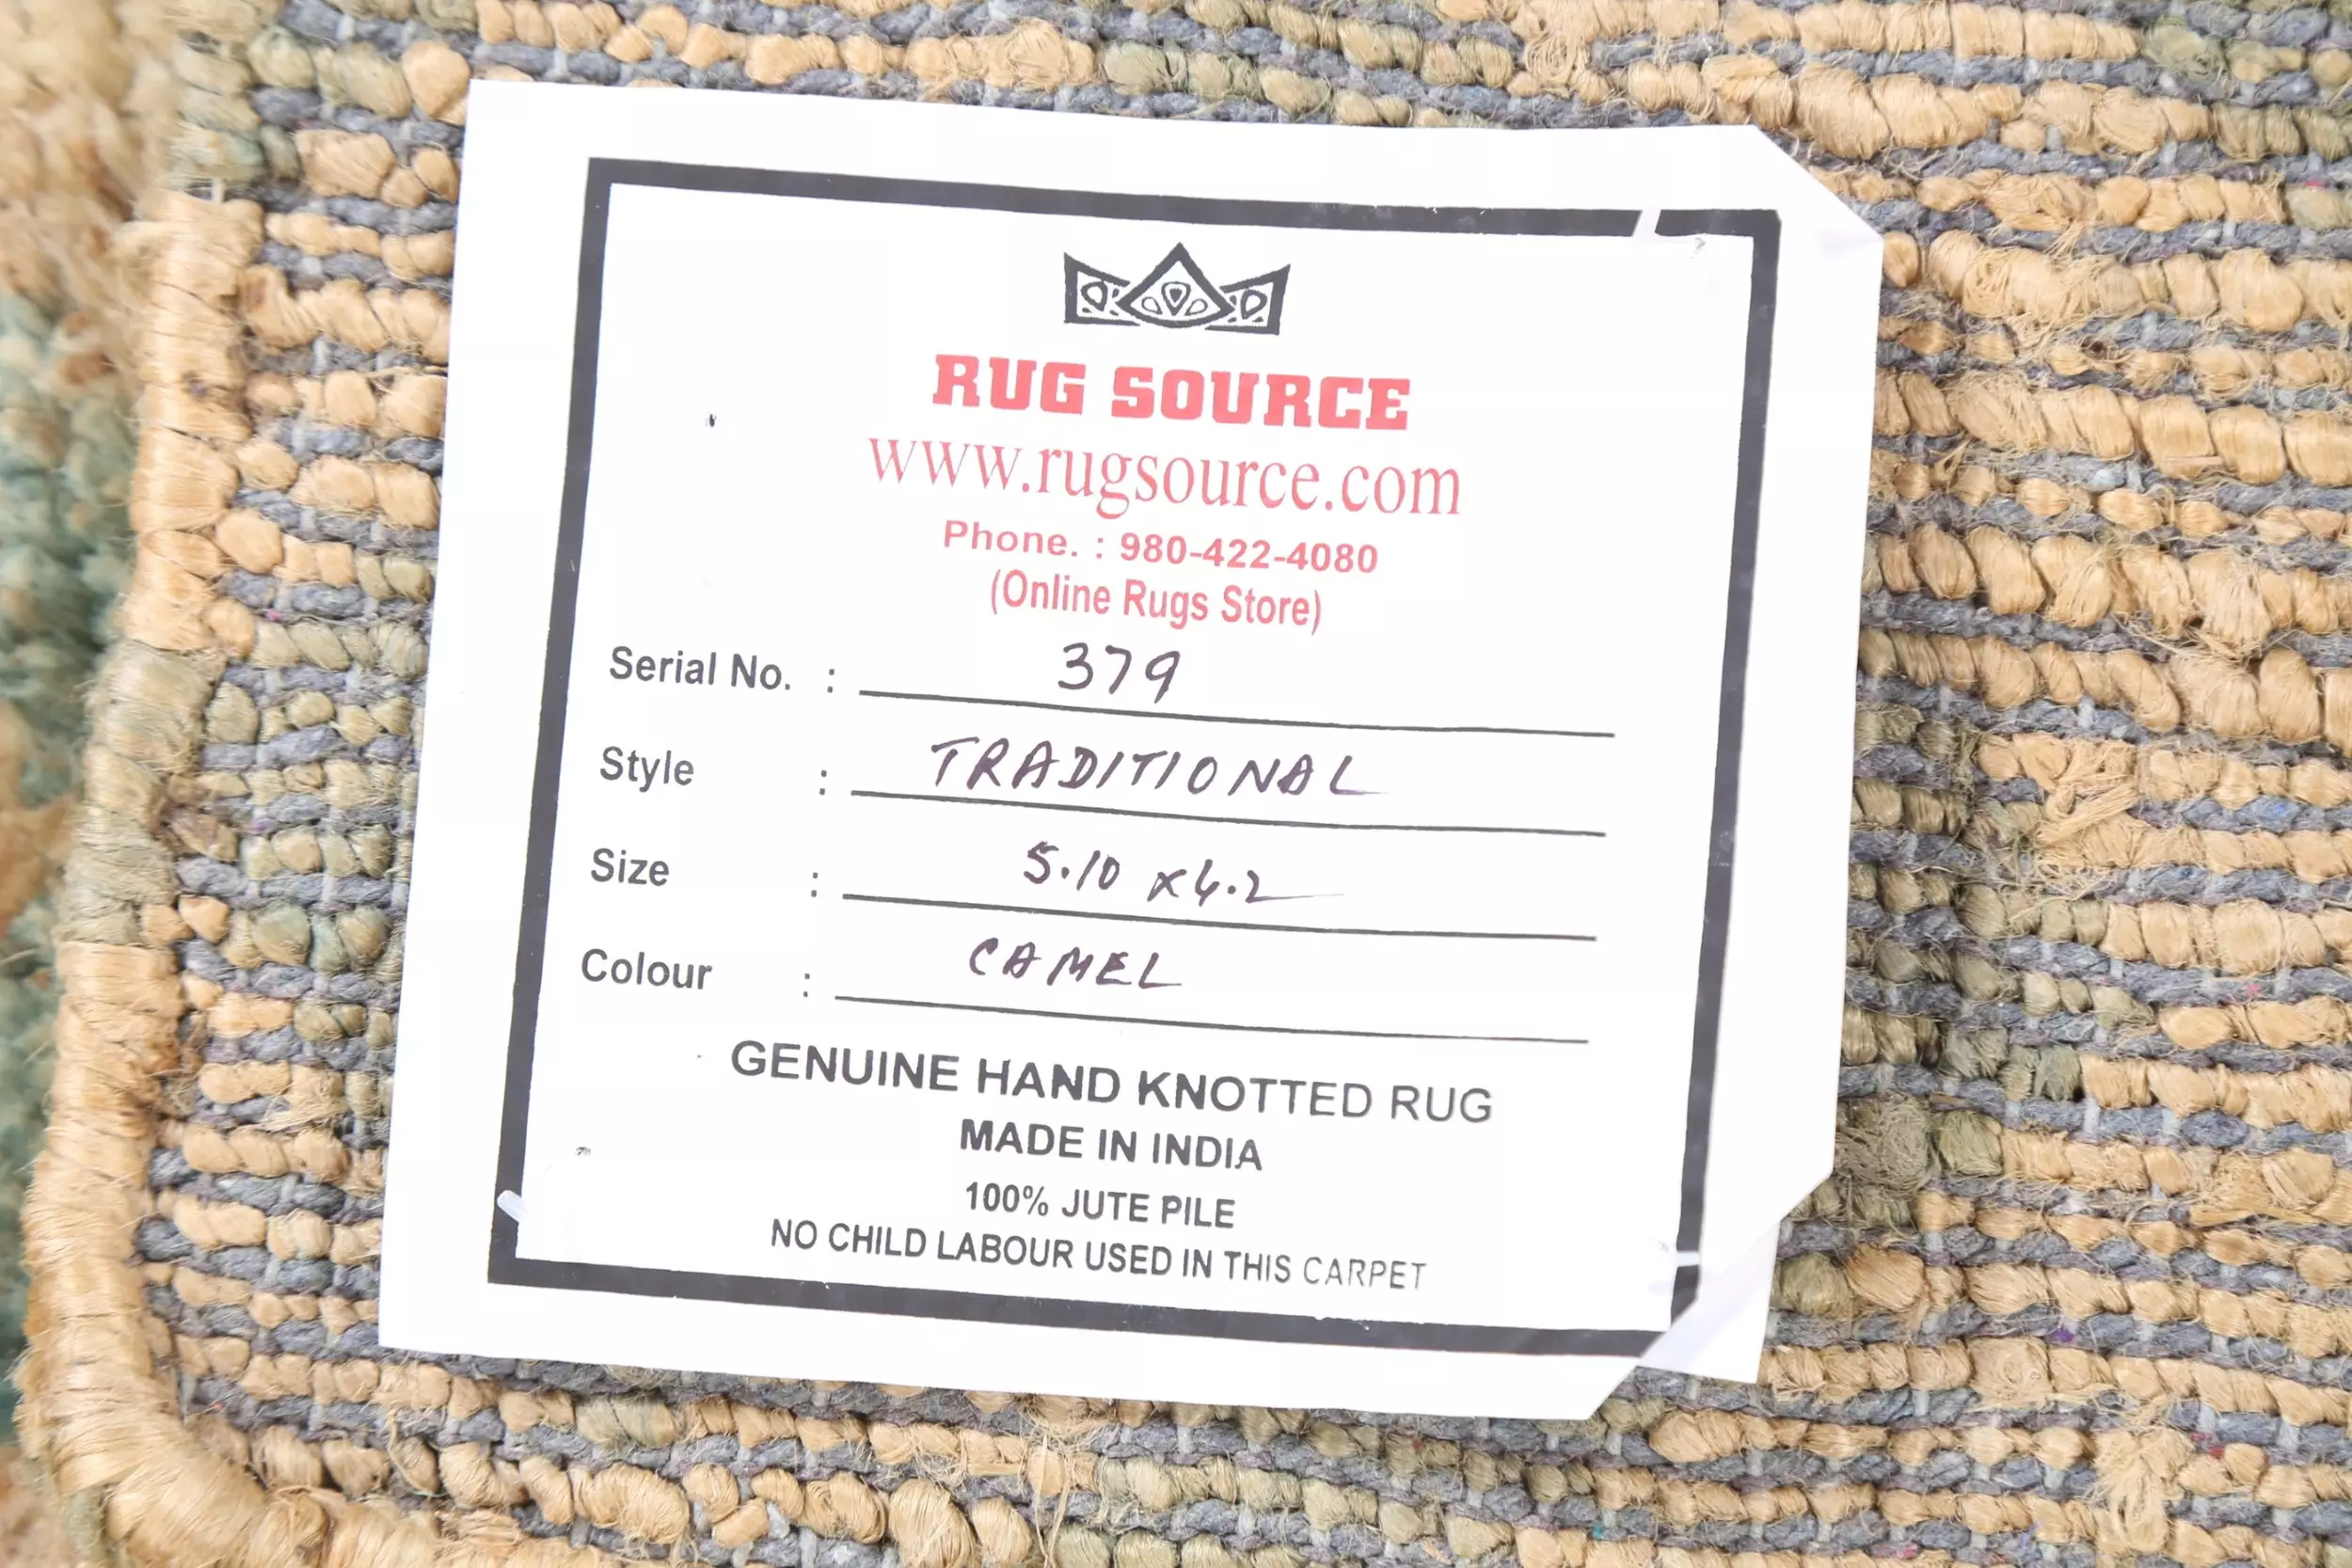 RUG SOURCE
www.rugsource.com
Phone. : 980-422-4080
(Online Rugs Store)
Serial No. : 379
Style : TRADITIONAL
Size : 5.10 x 4.2
Colour : CAMEL
GENUINE HAND KNOTTED RUG
MADE IN INDIA
100% JUTE PILE
NO CHILD LABOUR USED IN THIS CARPET